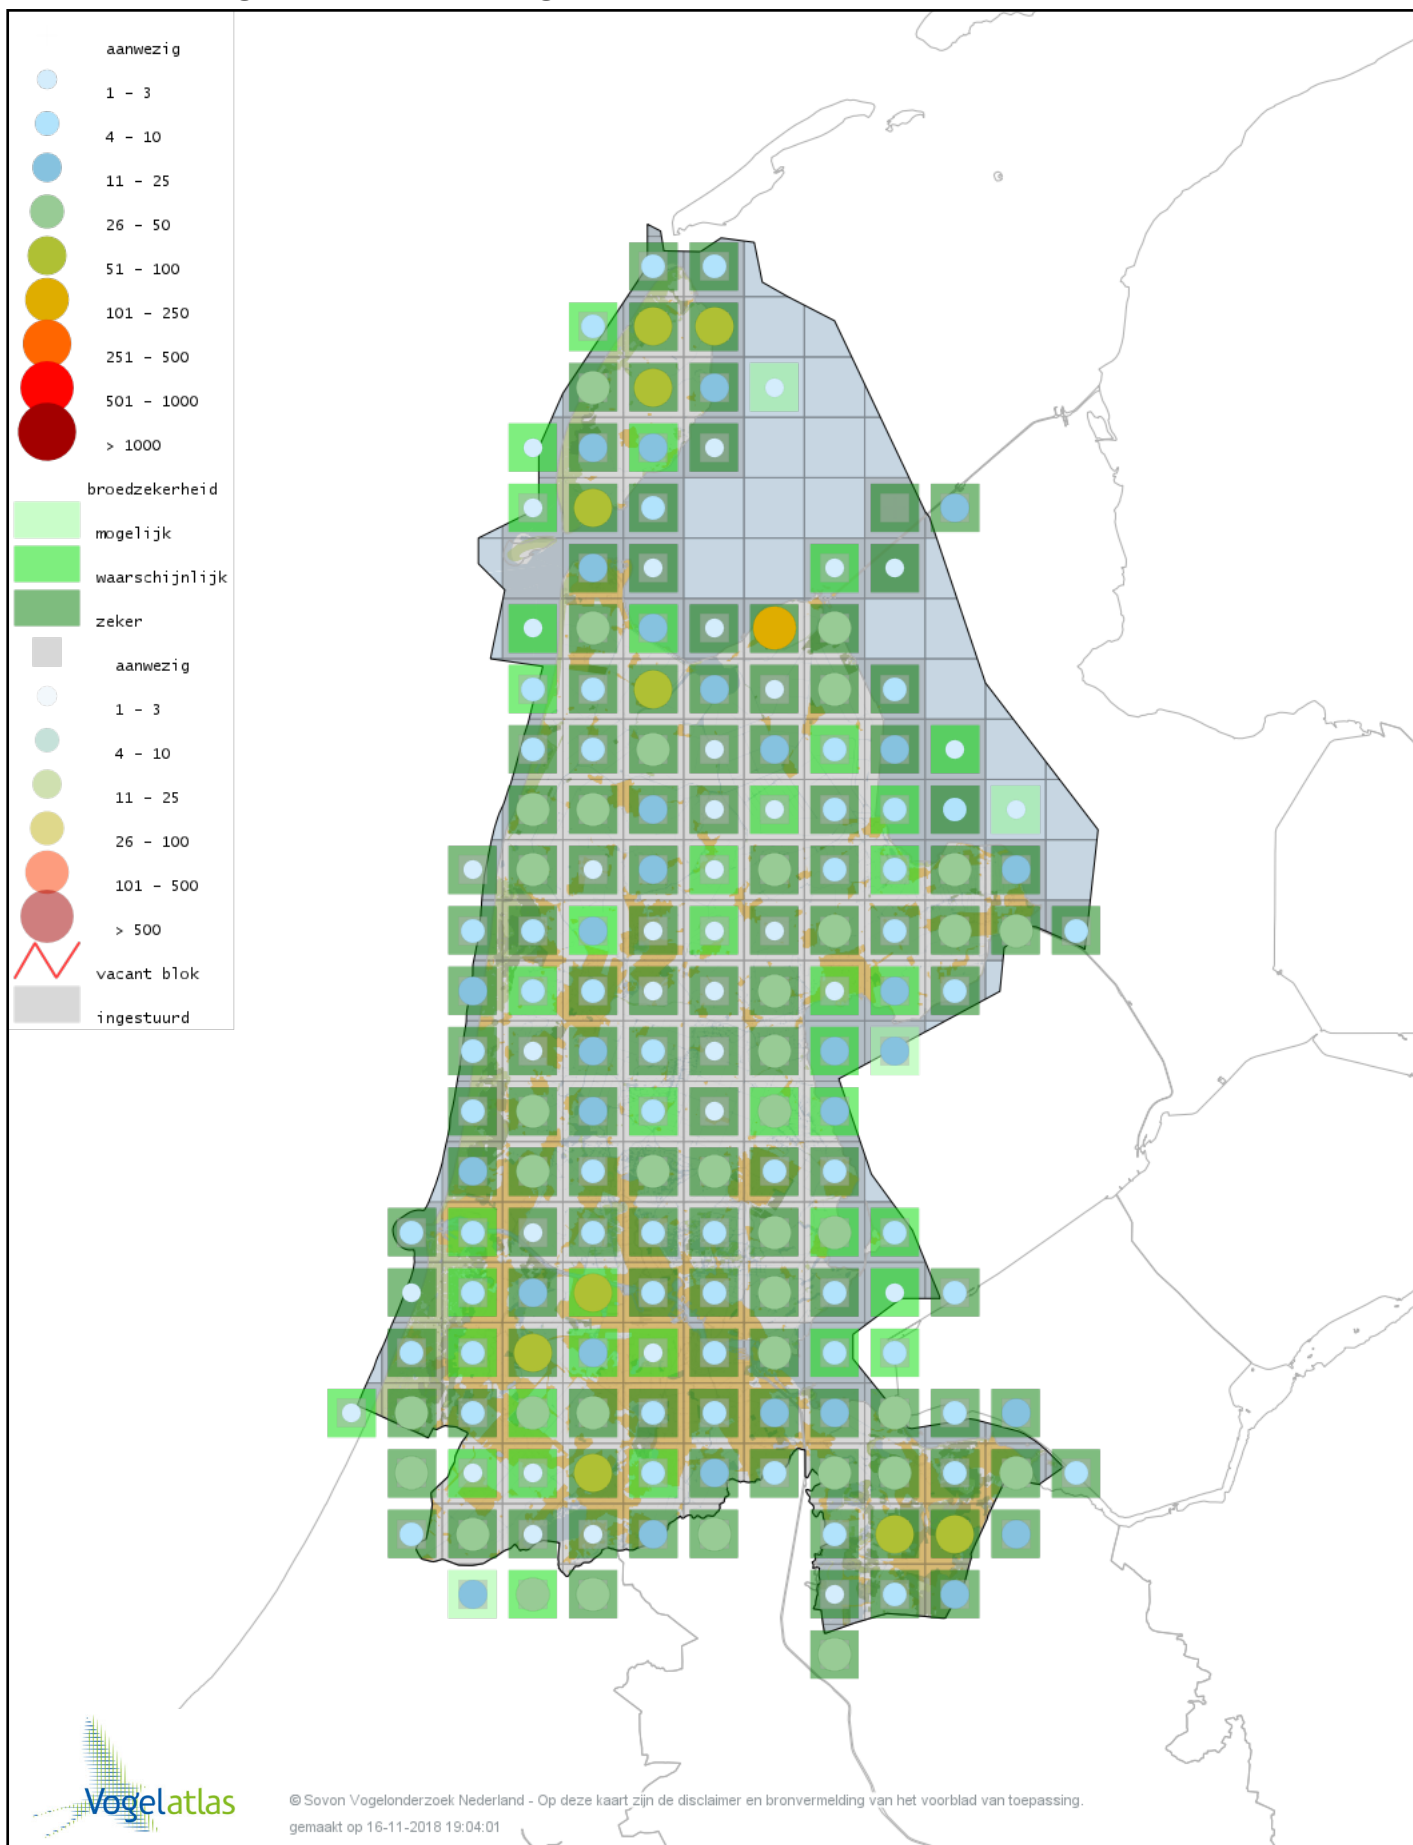 aanwezig
1 - 3
4 - 10
11 - 25
26 - 50
51 - 100
101 - 250
251 - 500
501 - 1000
> 1000
broedzekerheid
mogelijk
waarschijnlijk
zeker
aanwezig
1 - 3
4 - 10
11 - 25
26 - 100
101 - 500
> 500
vacant blok
ingestuurd
Vogelatlas
© Sovon Vogelonderzoek Nederland - Op deze kaart zijn de disclaimer en bronvermelding van het voorblad van toepassing.
gemaakt op 16-11-2018 19:04:01